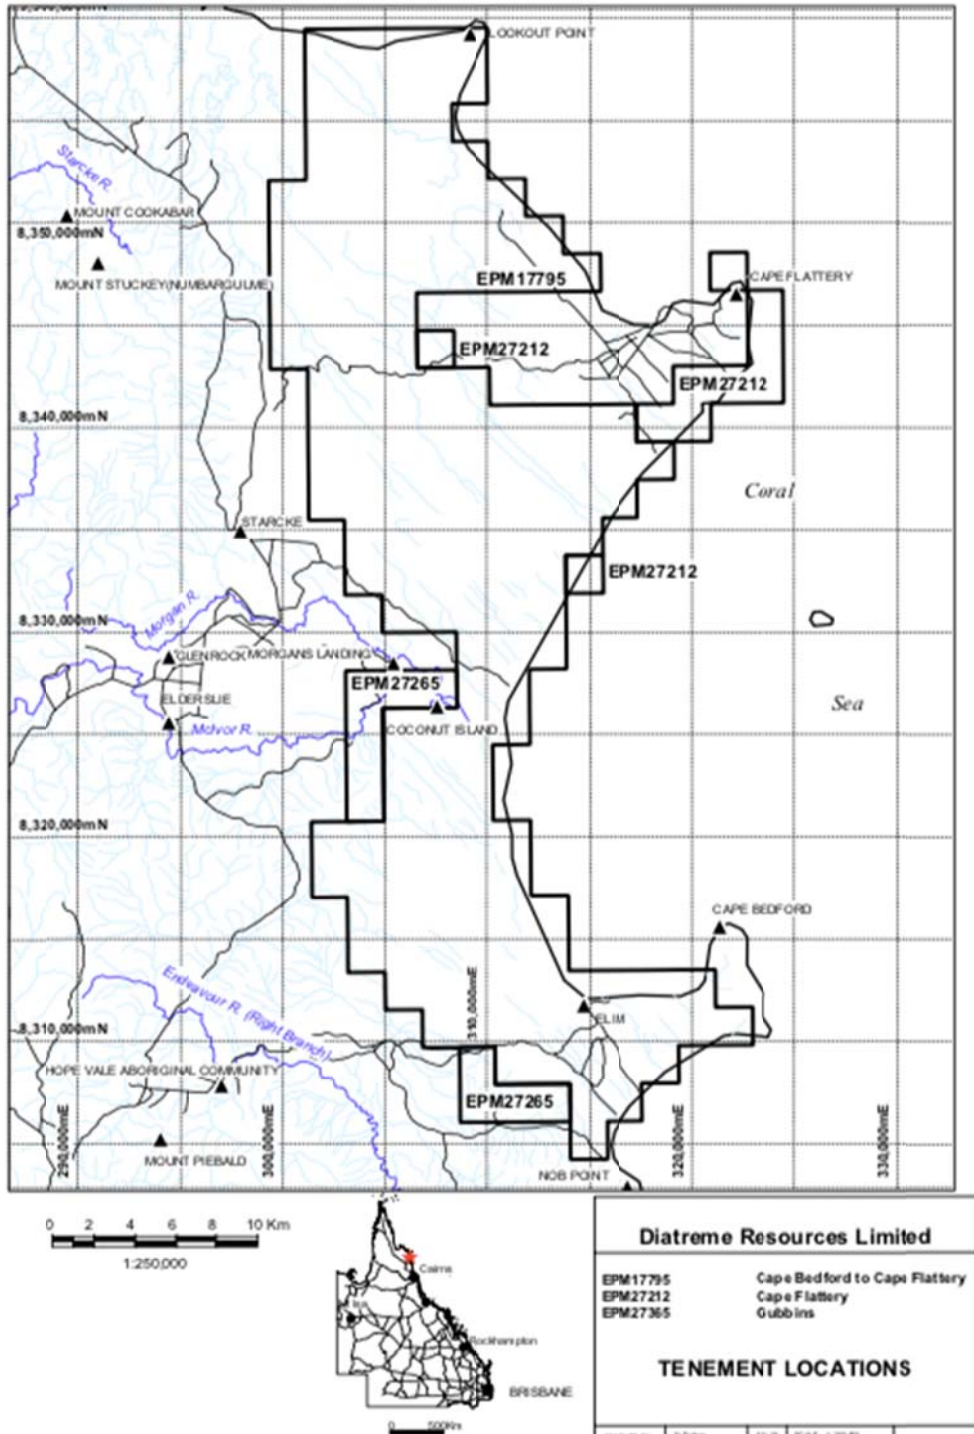 LOOKOUT POINT
Starcke R.
MOUNT COOKABAR
8,350,000mN
MOUNT STUCKEY(NUMBARGULME)
EPM17795
CAPE FLATTERY
EPM27212
EPM27212
8,340,000mN
Coral
STARCKE
EPM27212
Morgan R.
8,330,000mN
GLENROCK
MORGANS LANDING
EPM27265
ELDERSLIE
McIvor R.
COCONUT ISLAND
Sea
8,320,000mN
CAPE BEDFORD
Endeavour R. (Right Branch)
310,000mE
ELIM
8,310,000mN
HOPE VALE ABORIGINAL COMMUNITY
EPM27265
290,000mE
300,000mE
320,000mE
330,000mE
MOUNT PIEBALD
NOB POINT
0 2 4 6 8 10 Km
1:250,000
Cairns
Isa
Rockhampton
BRISBANE
0 500Km
Diatreme Resources Limited
EPM17795 Cape Bedford to Cape Flattery
EPM27212 Cape Flattery
EPM27365 Gubbins
TENEMENT LOCATIONS